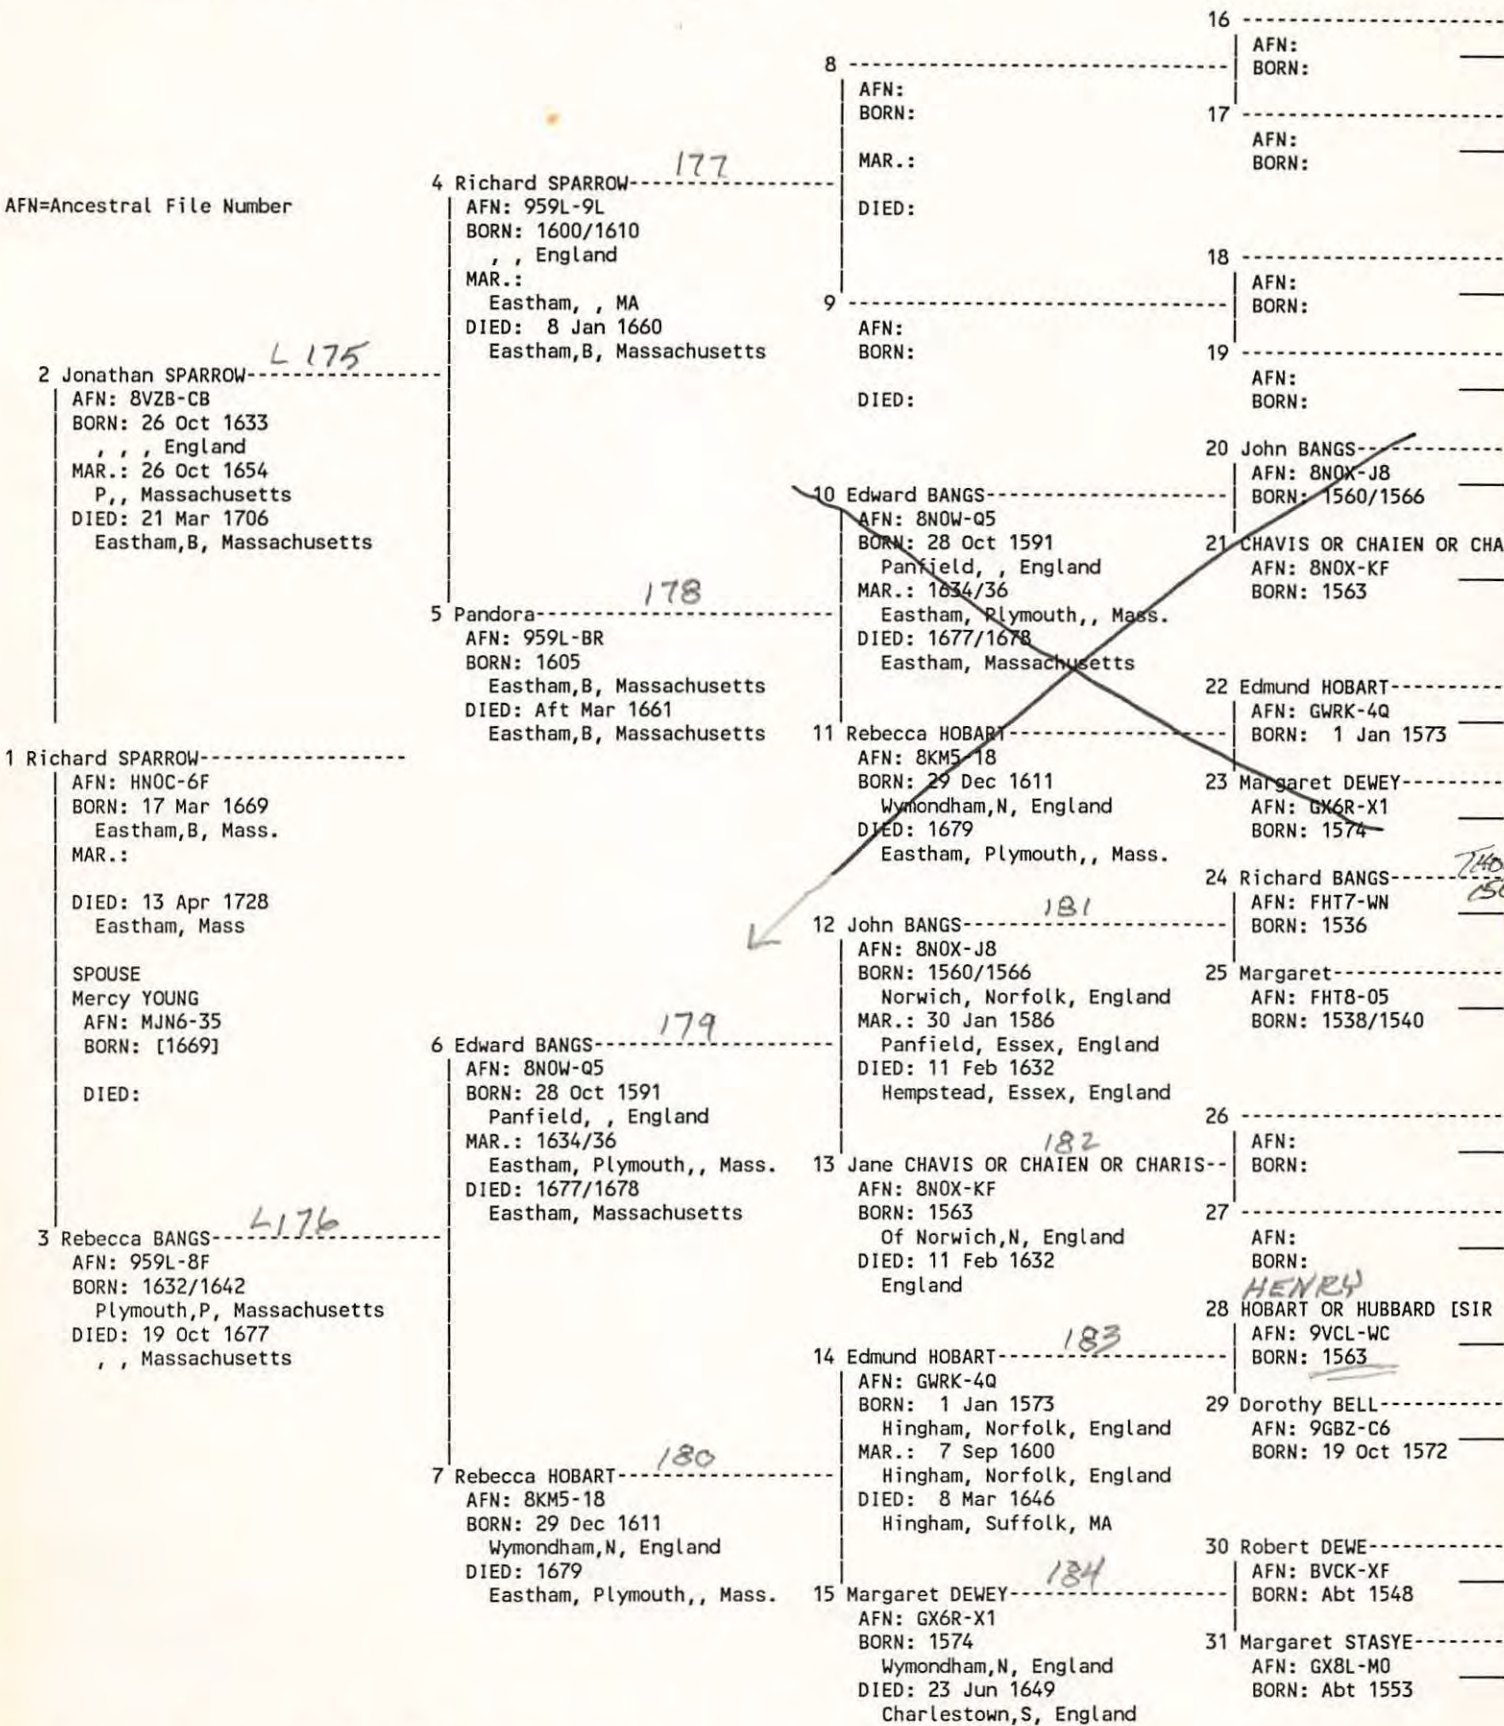 AFN=Ancestral File Number
1 Richard SPARROW-----------------
AFN: HN0C-6F
BORN: 17 Mar 1669
Eastham,B, Mass.
MAR.:
DIED: 13 Apr 1728
Eastham, Mass
SPOUSE
Mercy YOUNG
AFN: MJN6-35
BORN: [1669]
DIED:
L 175
2 Jonathan SPARROW----------------
AFN: 8VZB-CB
BORN: 26 Oct 1633
, , , England
MAR.: 26 Oct 1654
P,, Massachusetts
DIED: 21 Mar 1706
Eastham,B, Massachusetts
L176
3 Rebecca BANGS-------------------
AFN: 959L-8F
BORN: 1632/1642
Plymouth,P, Massachusetts
DIED: 19 Oct 1677
, , Massachusetts
177
4 Richard SPARROW-----------------
AFN: 959L-9L
BORN: 1600/1610
, , England
MAR.:
Eastham, , MA
DIED:  8 Jan 1660
Eastham,B, Massachusetts
178
5 Pandora-------------------------
AFN: 959L-BR
BORN: 1605
Eastham,B, Massachusetts
DIED: Aft Mar 1661
Eastham,B, Massachusetts
179
6 Edward BANGS--------------------
AFN: 8N0W-Q5
BORN: 28 Oct 1591
Panfield, , England
MAR.: 1634/36
Eastham, Plymouth,, Mass.
DIED: 1677/1678
Eastham, Massachusetts
180
7 Rebecca HOBART------------------
AFN: 8KM5-18
BORN: 29 Dec 1611
Wymondham,N, England
DIED: 1679
Eastham, Plymouth,, Mass.
8 --------------------------------
AFN:
BORN:
MAR.:
DIED:
9 --------------------------------
AFN:
BORN:
DIED:
10 Edward BANGS--------------------
AFN: 8N0W-Q5
BORN: 28 Oct 1591
Panfield, , England
MAR.: 1634/36
Eastham, Plymouth,, Mass.
DIED: 1677/1678
Eastham, Massachusetts
11 Rebecca HOBART------------------
AFN: 8KM5-18
BORN: 29 Dec 1611
Wymondham,N, England
DIED: 1679
Eastham, Plymouth,, Mass.
181
12 John BANGS----------------------
AFN: 8N0X-J8
BORN: 1560/1566
Norwich, Norfolk, England
MAR.: 30 Jan 1586
Panfield, Essex, England
DIED: 11 Feb 1632
Hempstead, Essex, England
182
13 Jane CHAVIS OR CHAIEN OR CHARIS--
AFN: 8N0X-KF
BORN: 1563
Of Norwich,N, England
DIED: 11 Feb 1632
England
183
14 Edmund HOBART-------------------
AFN: GWRK-4Q
BORN:  1 Jan 1573
Hingham, Norfolk, England
MAR.:  7 Sep 1600
Hingham, Norfolk, England
DIED:  8 Mar 1646
Hingham, Suffolk, MA
184
15 Margaret DEWEY------------------
AFN: GX6R-X1
BORN: 1574
Wymondham,N, England
DIED: 23 Jun 1649
Charlestown,S, England
16 ----------------------
AFN:
BORN:
17 ----------------------
AFN:
BORN:
18 ----------------------
AFN:
BORN:
19 ----------------------
AFN:
BORN:
20 John BANGS------------
AFN: 8N0X-J8
BORN: 1560/1566
21 CHAVIS OR CHAIEN OR CHA
AFN: 8N0X-KF
BORN: 1563
22 Edmund HOBART---------
AFN: GWRK-4Q
BORN:  1 Jan 1573
23 Margaret DEWEY--------
AFN: GX6R-X1
BORN: 1574
24 Richard BANGS---------
AFN: FHT7-WN
BORN: 1536
25 Margaret--------------
AFN: FHT8-05
BORN: 1538/1540
26 ----------------------
AFN:
BORN:
27 ----------------------
AFN:
BORN:
HENRY
28 HOBART OR HUBBARD [SIR
AFN: 9VCL-WC
BORN: 1563
29 Dorothy BELL----------
AFN: 9GBZ-C6
BORN: 19 Oct 1572
30 Robert DEWE-----------
AFN: BVCK-XF
BORN: Abt 1548
31 Margaret STASYE--------
AFN: GX8L-M0
BORN: Abt 1553